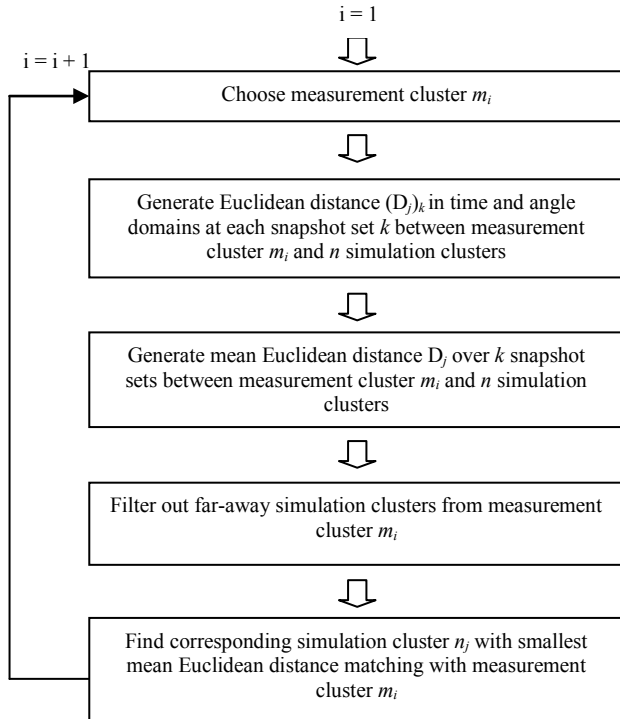 i = 1
i = i + 1
Choose measurement cluster mᵢ
Generate Euclidean distance (Dⱼ)ₖ in time and angle
domains at each snapshot set k between measurement
cluster mᵢ and n simulation clusters
Generate mean Euclidean distance Dⱼ over k snapshot
sets between measurement cluster mᵢ and n simulation
clusters
Filter out far-away simulation clusters from measurement
cluster mᵢ
Find corresponding simulation cluster nⱼ with smallest
mean Euclidean distance matching with measurement
cluster mᵢ